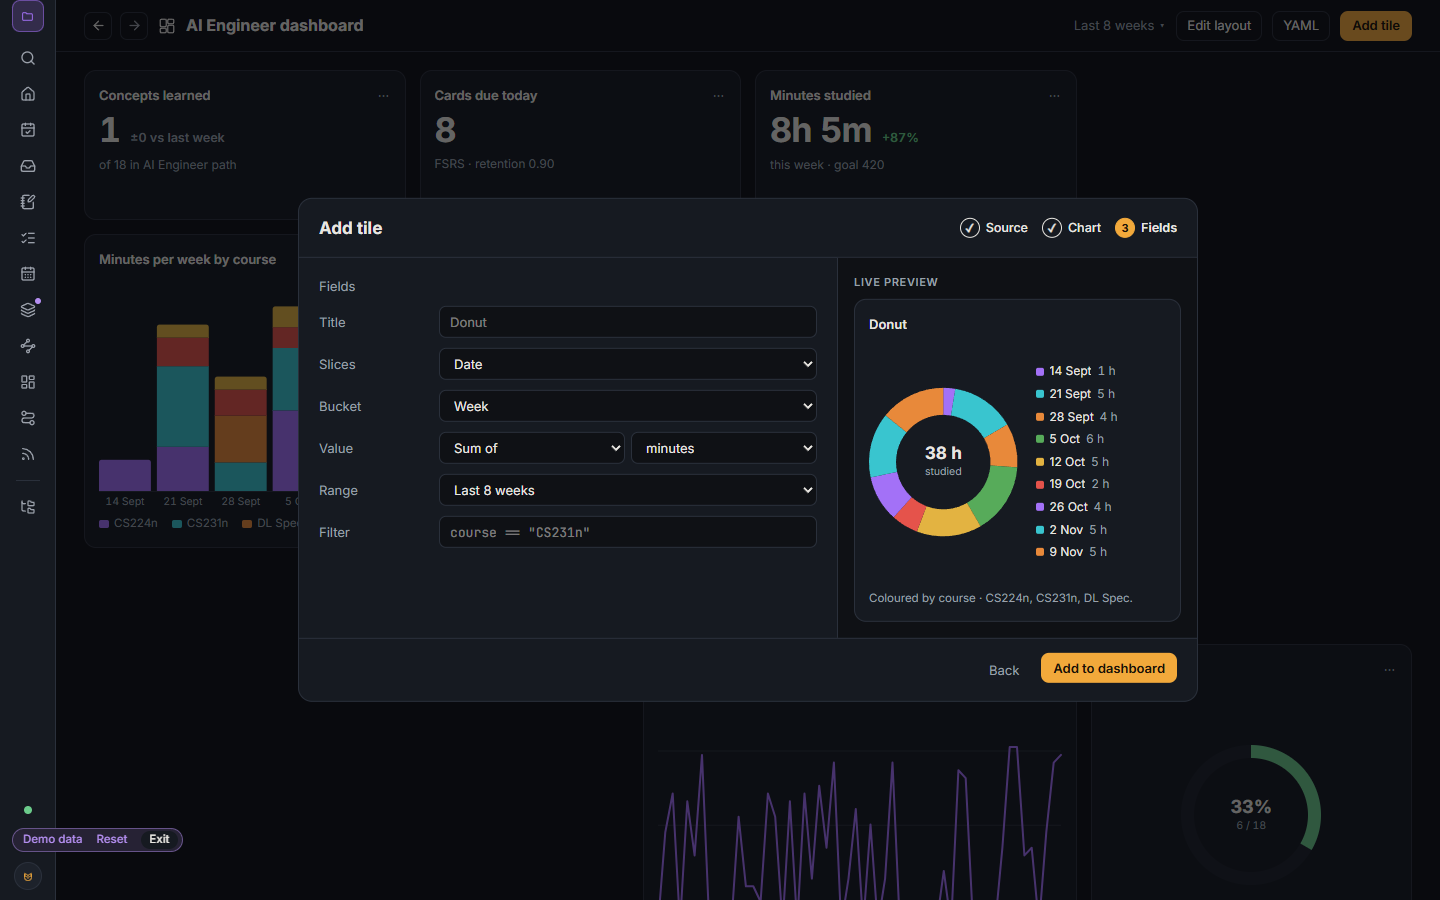 AI Engineer dashboard
Last 8 weeks
Edit layout
YAML
Add tile
Concepts learned
1 ±0 vs last week
of 18 in AI Engineer path
Cards due today
8
FSRS · retention 0.90
Minutes studied
8h 5m +87%
this week · goal 420
Minutes per week by course
14 Sept 21 Sept 28 Sept 5 O
CS224n CS231n DL Spec
Add tile
✓ Source ✓ Chart 3 Fields
Fields
Title Donut
Slices Date
Bucket Week
Value Sum of minutes
Range Last 8 weeks
Filter course == "CS231n"
LIVE PREVIEW
Donut
38 h
studied
14 Sept 1 h
21 Sept 5 h
28 Sept 4 h
5 Oct 6 h
12 Oct 5 h
19 Oct 2 h
26 Oct 4 h
2 Nov 5 h
9 Nov 5 h
Coloured by course · CS224n, CS231n, DL Spec.
Back
Add to dashboard
33%
6 / 18
Demo data Reset Exit